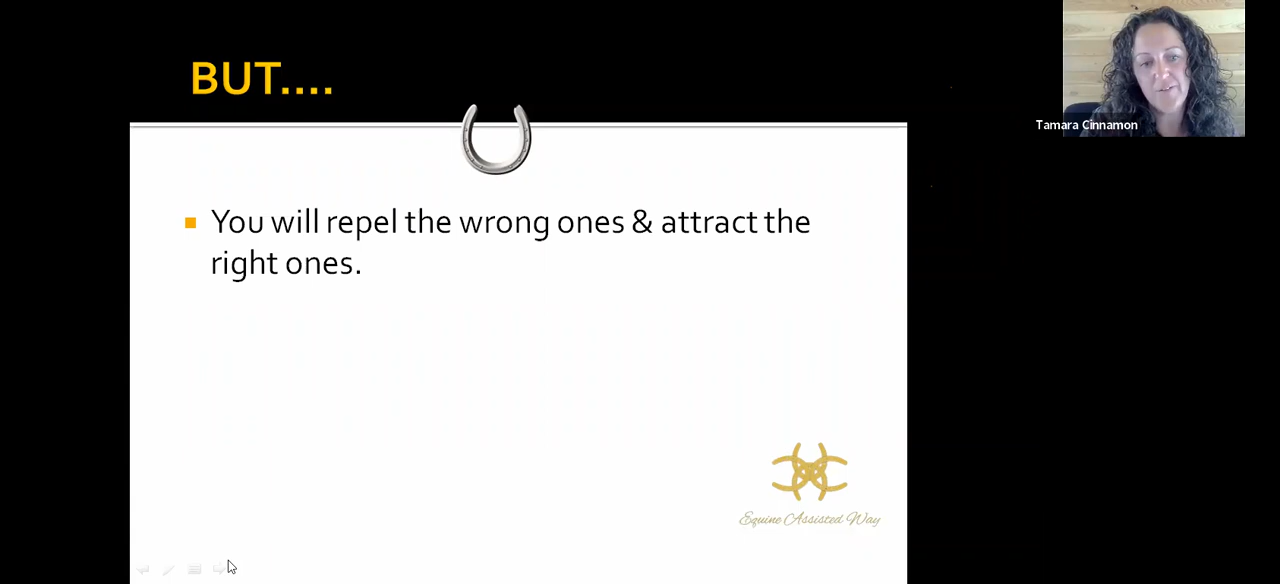 BUT....
Tamara Cinnamon
You will repel the wrong ones & attract the
right ones.
Equine Assisted Way